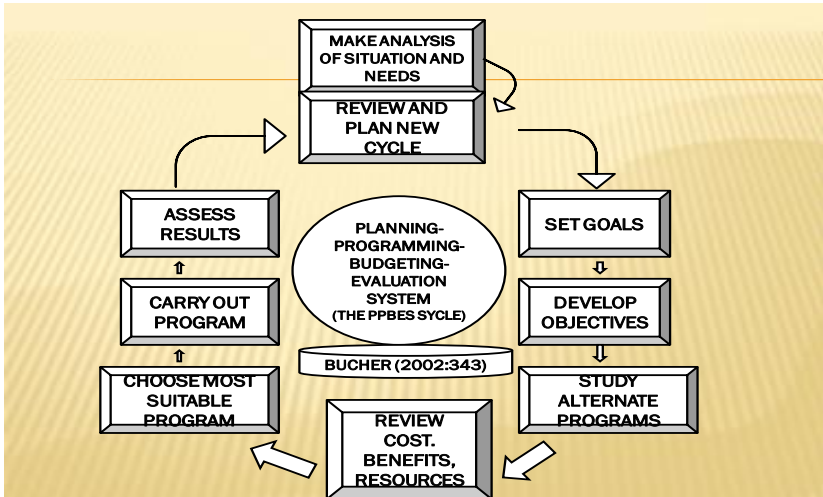 MAKE ANALYSIS
OF SITUATION AND
NEEDS
REVIEW AND
PLAN NEW
CYCLE
SET GOALS
DEVELOP
OBJECTIVES
STUDY
ALTERNATE
PROGRAMS
REVIEW
COST.
BENEFITS,
RESOURCES
CHOOSE MOST
SUITABLE
PROGRAM
CARRY OUT
PROGRAM
ASSESS
RESULTS
PLANNING-
PROGRAMMING-
BUDGETING-
EVALUATION
SYSTEM
(THE PPBES SYCLE)
BUCHER (2002:343)